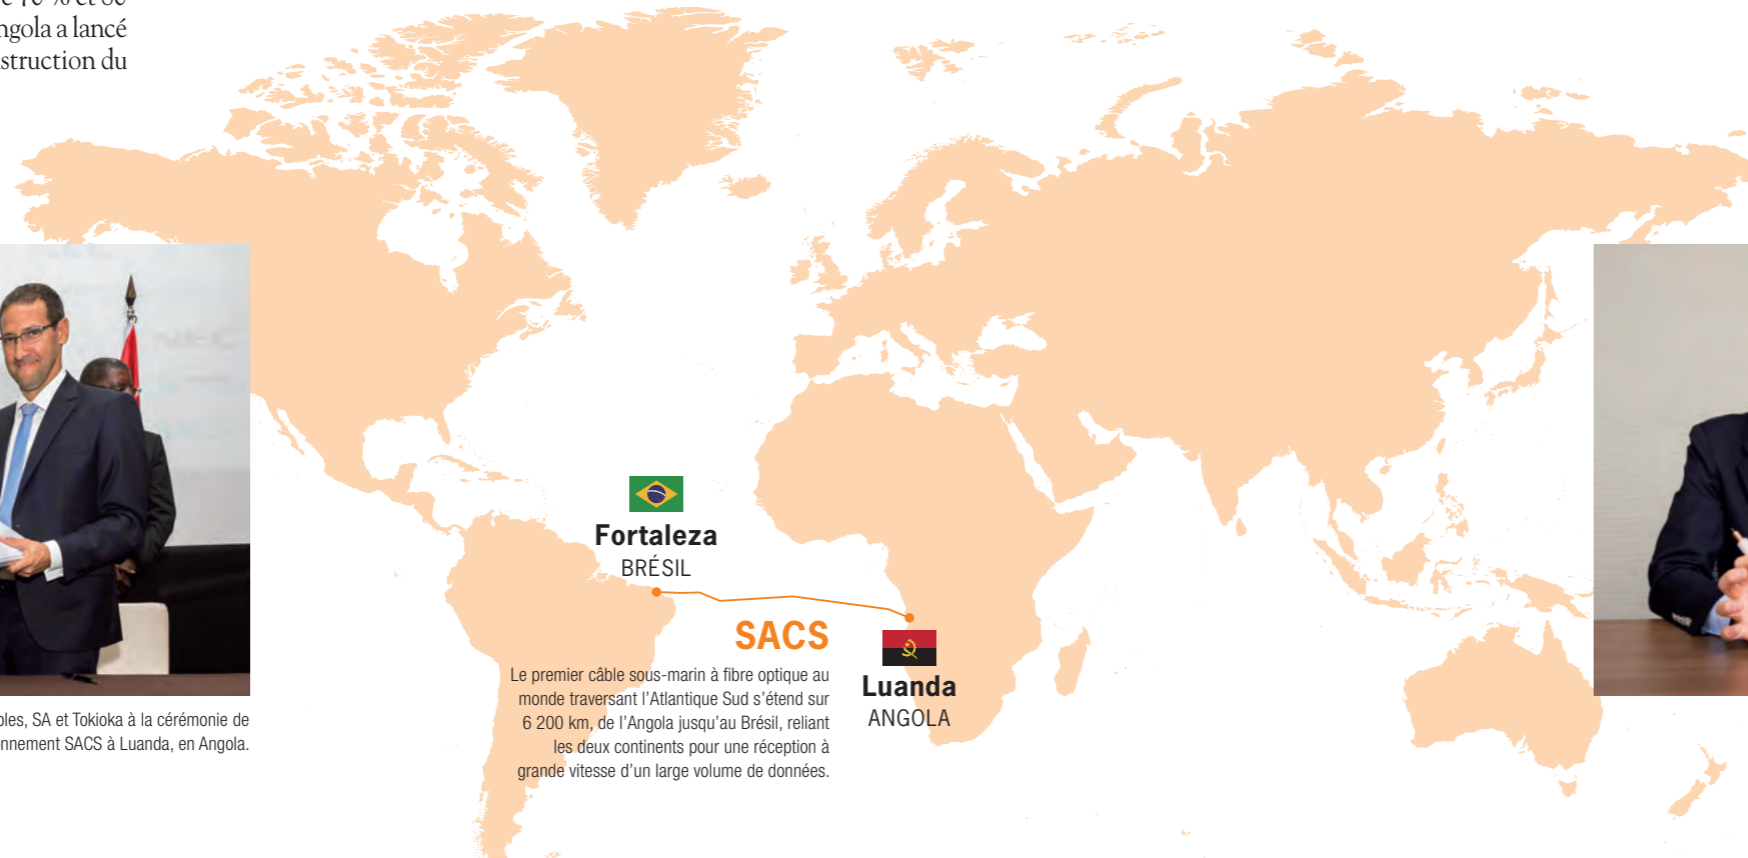 ngola a lancé
struction du
NEC
Fortaleza
BRÉSIL
SACS
Le premier câble sous-marin à fibre optique au
monde traversant l'Atlantique Sud s'étend sur
6 200 km, de l'Angola jusqu'au Brésil, reliant
les deux continents pour une réception à
grande vitesse d'un large volume de données.
Luanda
ANGOLA
bles, SA et Tokioka à la cérémonie de
onnement SACS à Luanda, en Angola.